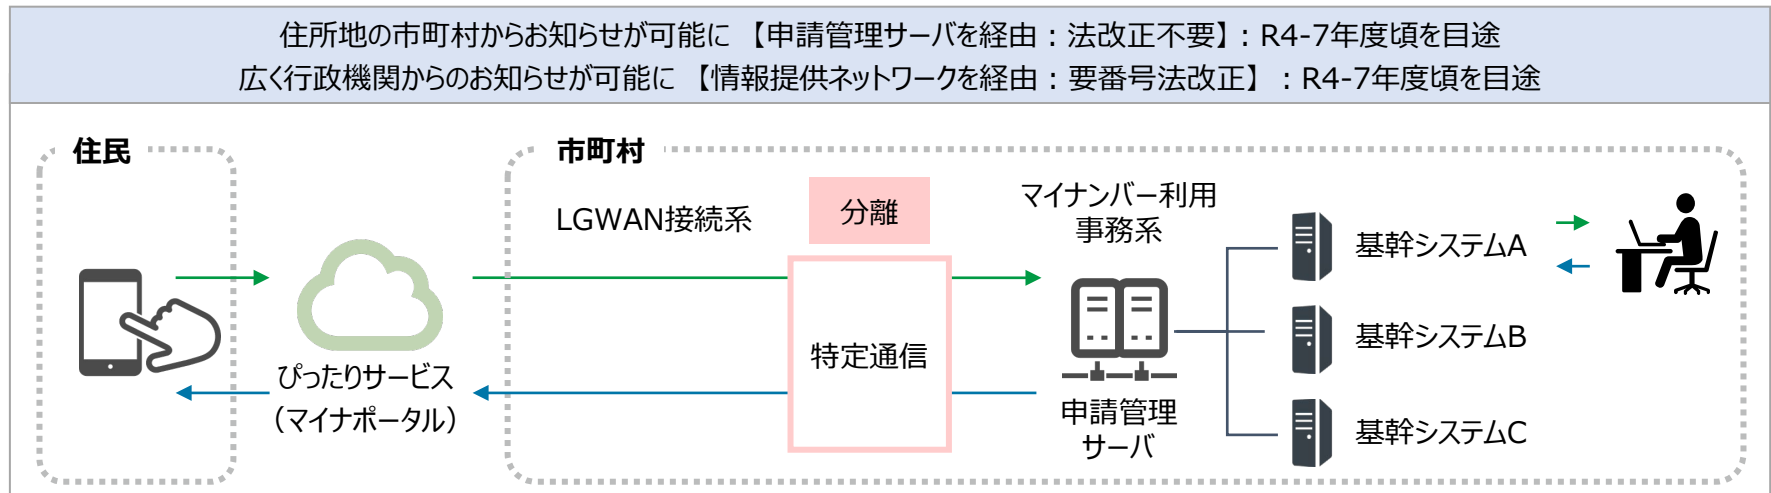 住所地の市町村からお知らせが可能に 【申請管理サーバを経由：法改正不要】：R4-7年度頃を目途
広く行政機関からのお知らせが可能に 【情報提供ネットワークを経由：要番号法改正】 ：R4-7年度頃を目途
住民
市町村
LGWAN接続系
分離
マイナンバー利用
事務系
基幹システムA
特定通信
基幹システムB
ぴったりサービス
（マイナポータル）
申請管理
サーバ
基幹システムC